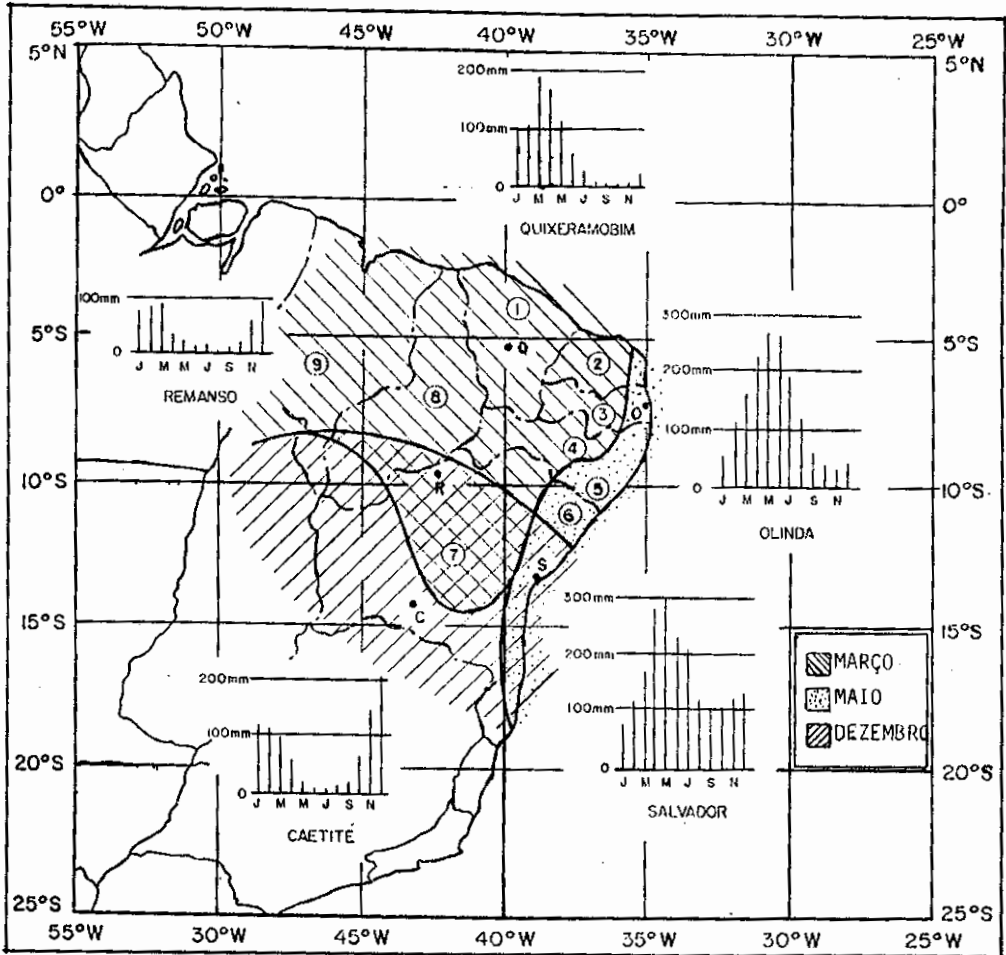 55°W 50°W 45°W 40°W 35°W 30°W 25°W
5°N 5°N
200mm
100mm
0
J M M J S N
QUIXERAMOBIM
0° 0°
100mm
0
J M M J S N
REMANSO
300mm
200mm
100mm
0
J M M J S N
OLINDA
5°S 5°S
1
Q
2
9
8
3
O
4
10°S 10°S
R
5
6
7
S
C
15°S 15°S
300mm
200mm
100mm
0
J M M J S N
SALVADOR
MARÇO
MAIO
DEZEMBRO
200mm
100mm
0
J M M J S N
CAETITÉ
20°S 20°S
25°S 25°S
55°W 30°W 45°W 40°W 35°W 30°W 25°W